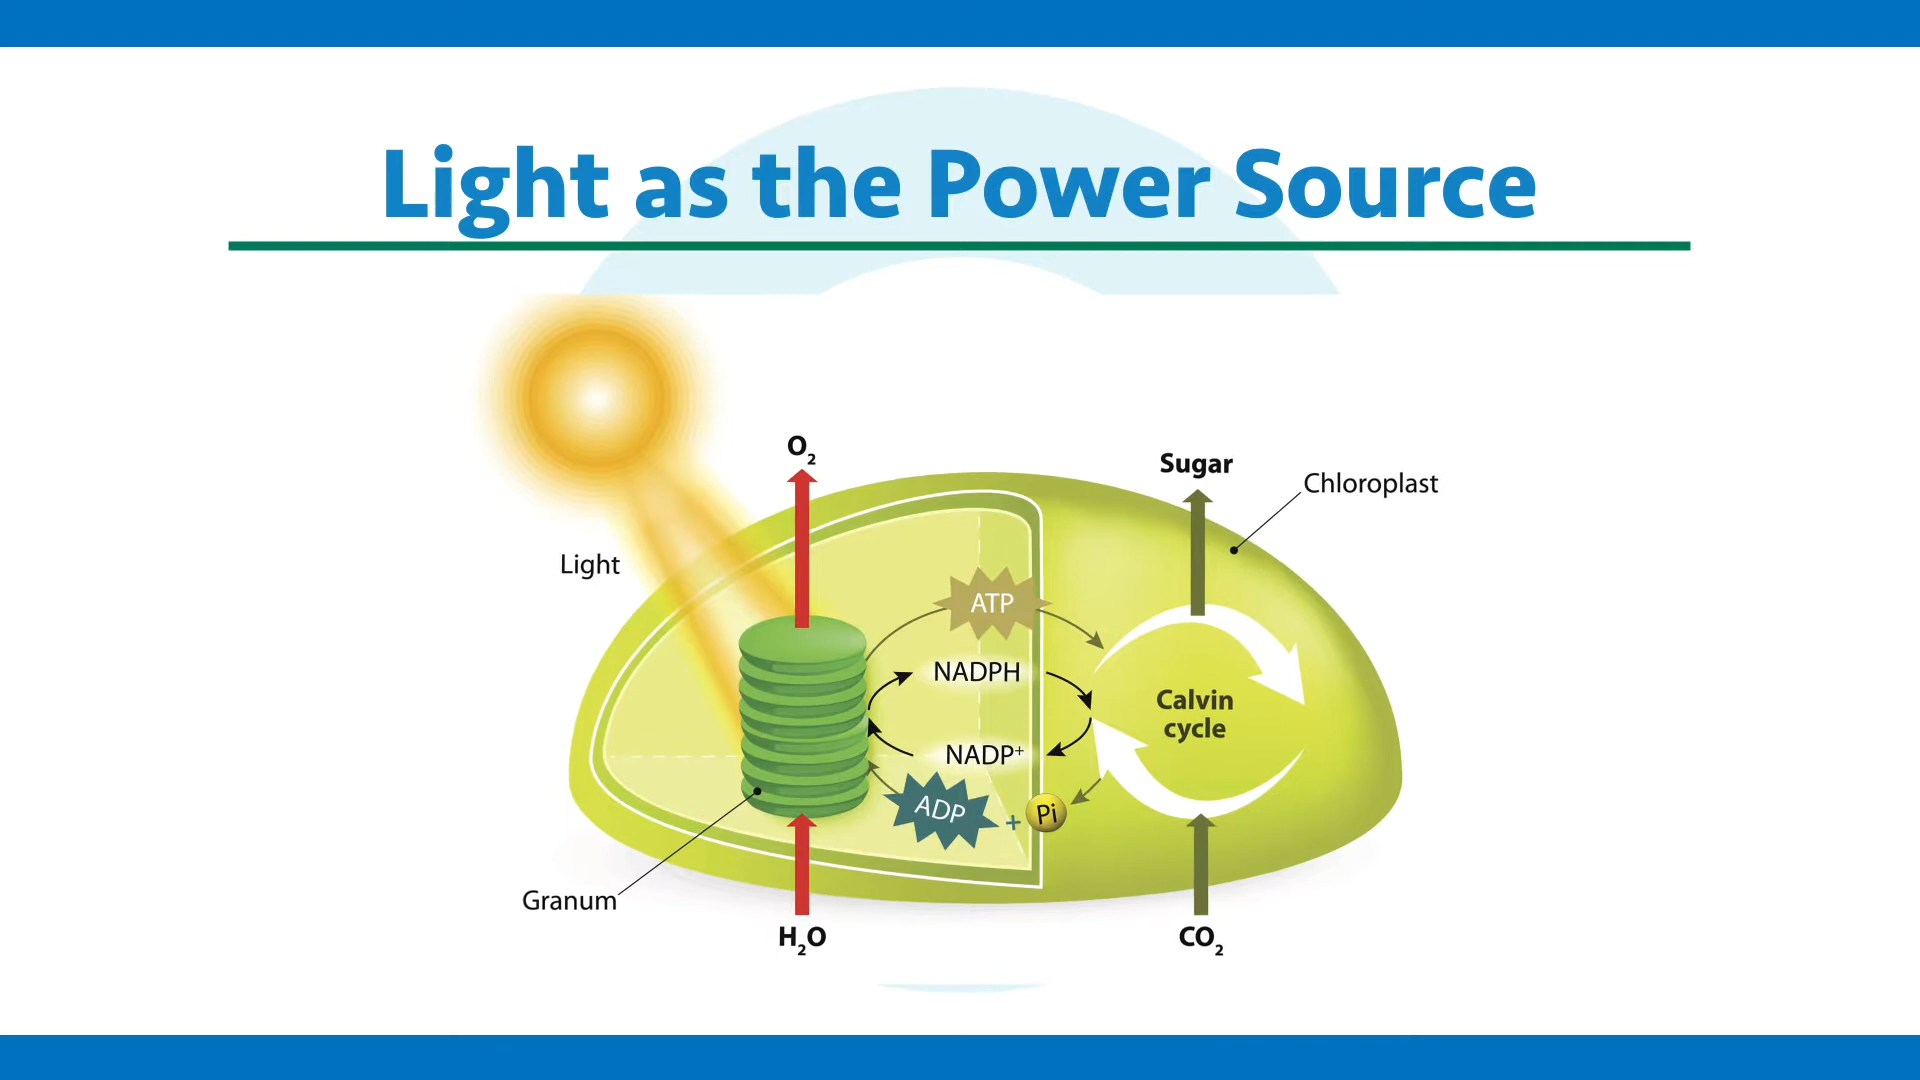 Light as the Power Source
O₂
Sugar
Chloroplast
Light
ATP
NADPH
Calvin
cycle
NADP⁺
ADP + Pi
Granum
H₂O
CO₂